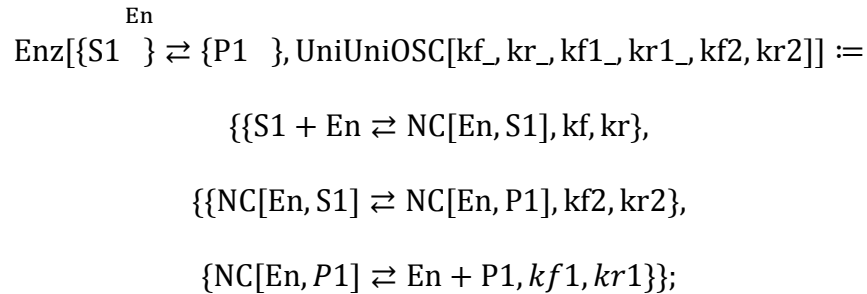 En
Enz[{S1 } ⇄ {P1 }, UniUniOSC[kf_, kr_, kf1_, kr1_, kf2, kr2]] ≔
{{S1 + En ⇄ NC[En, S1], kf, kr},
{{NC[En, S1] ⇄ NC[En, P1], kf2, kr2},
{NC[En, P1] ⇄ En + P1, kf1, kr1}};